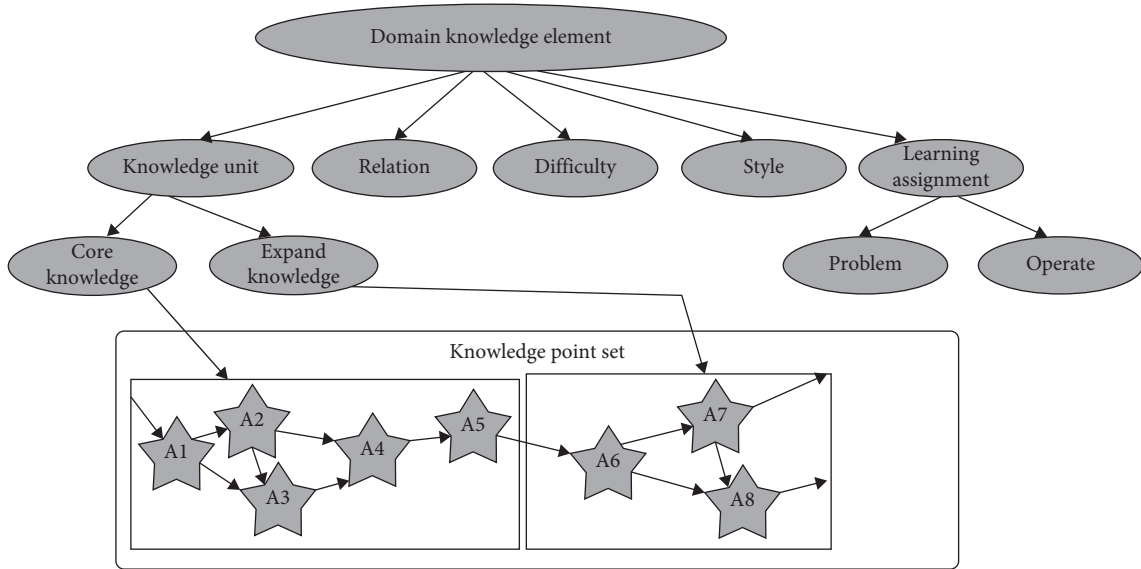 Domain knowledge element
Knowledge unit
Relation
Difficulty
Style
Learning
assignment
Core
knowledge
Expand
knowledge
Problem
Operate
Knowledge point set
A1
A2
A3
A4
A5
A6
A7
A8